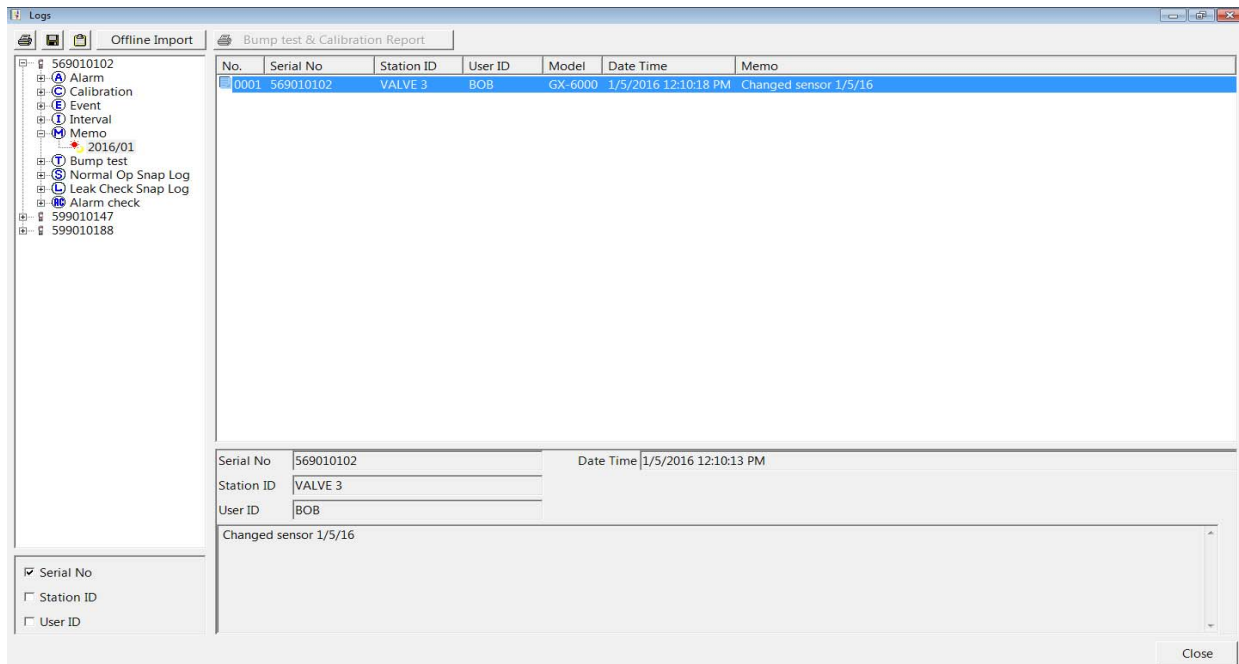 Logs
Offline Import
Bump test & Calibration Report
569010102
A Alarm
C Calibration
E Event
I Interval
M Memo
2016/01
T Bump test
S Normal Op Snap Log
L Leak Check Snap Log
AC Alarm check
599010147
599010188
No. Serial No Station ID User ID Model Date Time Memo
0001 569010102 VALVE 3 BOB GX-6000 1/5/2016 12:10:18 PM Changed sensor 1/5/16
Serial No 569010102 Date Time 1/5/2016 12:10:13 PM
Station ID VALVE 3
User ID BOB
Changed sensor 1/5/16
Serial No
Station ID
User ID
Close